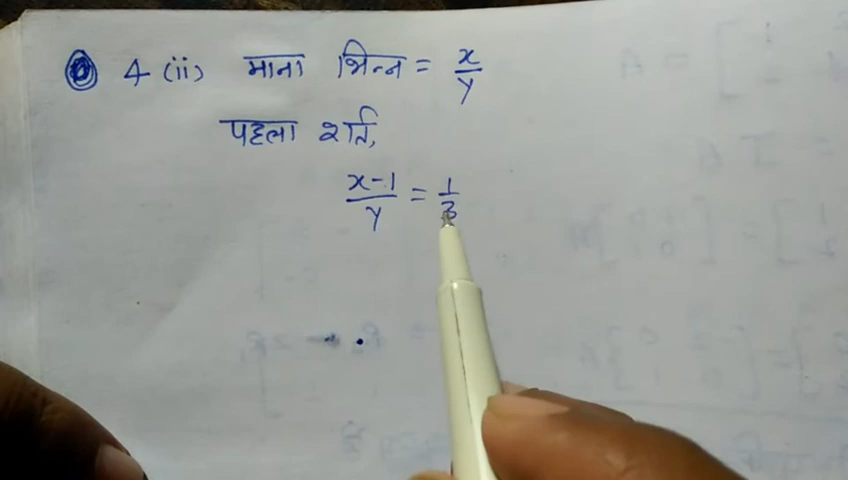 4 (ii) माना भिन्न = x/y
पहला शर्त,
x-1/y = 1/3